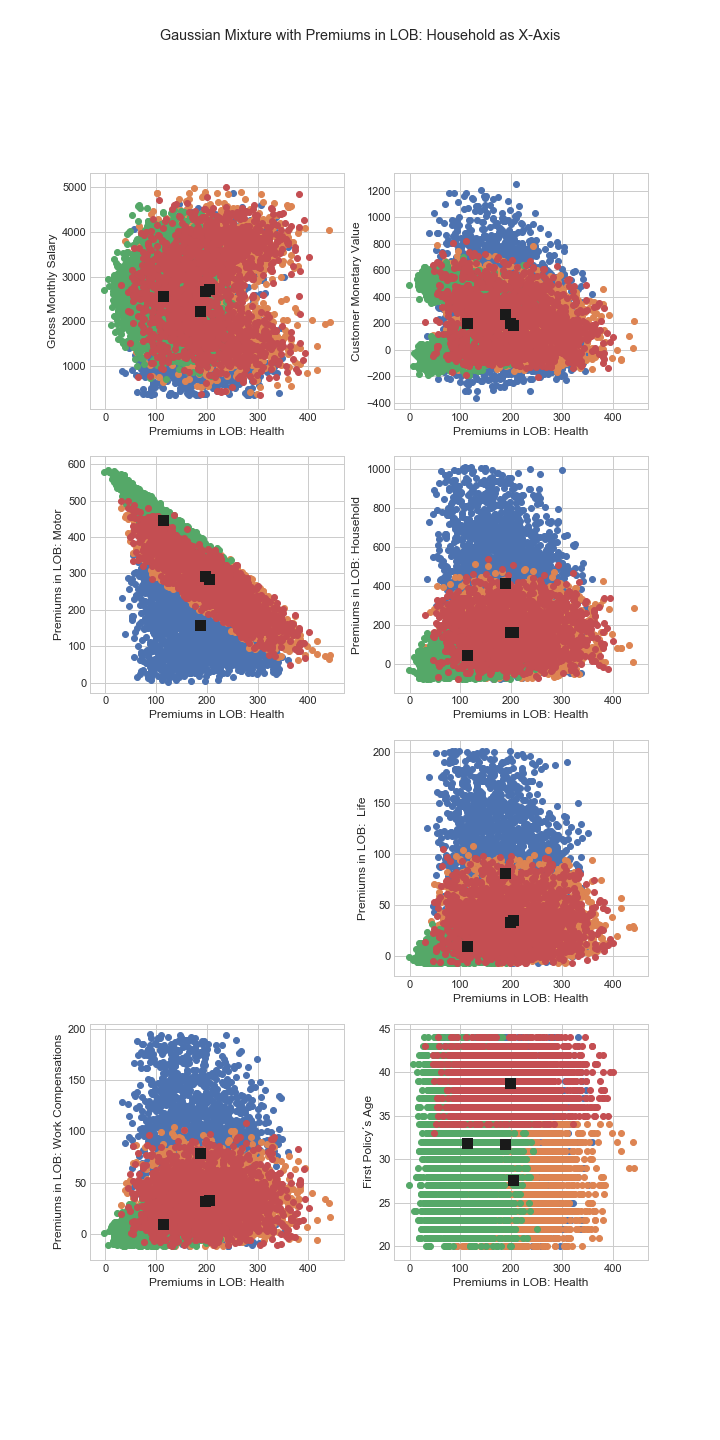 Gaussian Mixture with Premiums in LOB: Household as X-Axis
5000
4000
3000
2000
1000
Gross Monthly Salary
0 100 200 300 400
Premiums in LOB: Health
1200
1000
800
600
400
200
0
−200
−400
Customer Monetary Value
0 100 200 300 400
Premiums in LOB: Health
600
500
400
300
200
100
0
Premiums in LOB: Motor
0 100 200 300 400
Premiums in LOB: Health
1000
800
600
400
200
0
Premiums in LOB: Household
0 100 200 300 400
Premiums in LOB: Health
200
150
100
50
0
Premiums in LOB:  Life
0 100 200 300 400
Premiums in LOB: Health
200
150
100
50
0
Premiums in LOB: Work Compensations
0 100 200 300 400
Premiums in LOB: Health
45
40
35
30
25
20
First Policy´s Age
0 100 200 300 400
Premiums in LOB: Health